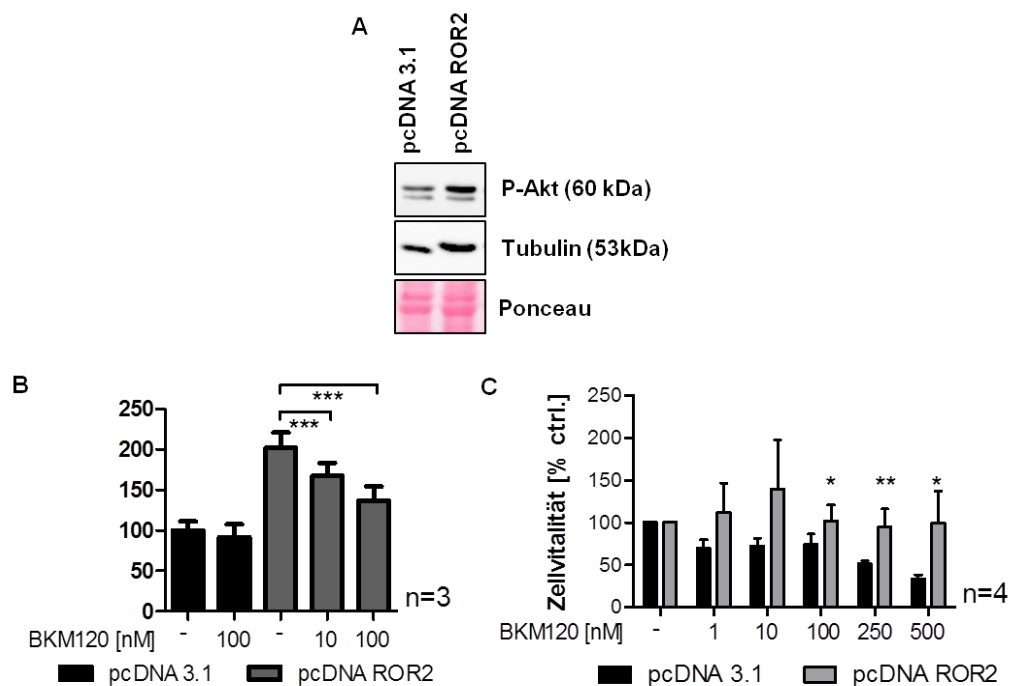 A
pcDNA 3.1
pcDNA ROR2
P-Akt (60 kDa)
Tubulin (53kDa)
Ponceau
B
***
***
250
200
150
100
50
0
n=3
BKM120 [nM] - 100 - 10 100
pcDNA 3.1 pcDNA ROR2
C
Zellvitalität [% ctrl.]
250
200
150
100
50
0
* ** *
n=4
BKM120 [nM] - 1 10 100 250 500
pcDNA 3.1 pcDNA ROR2